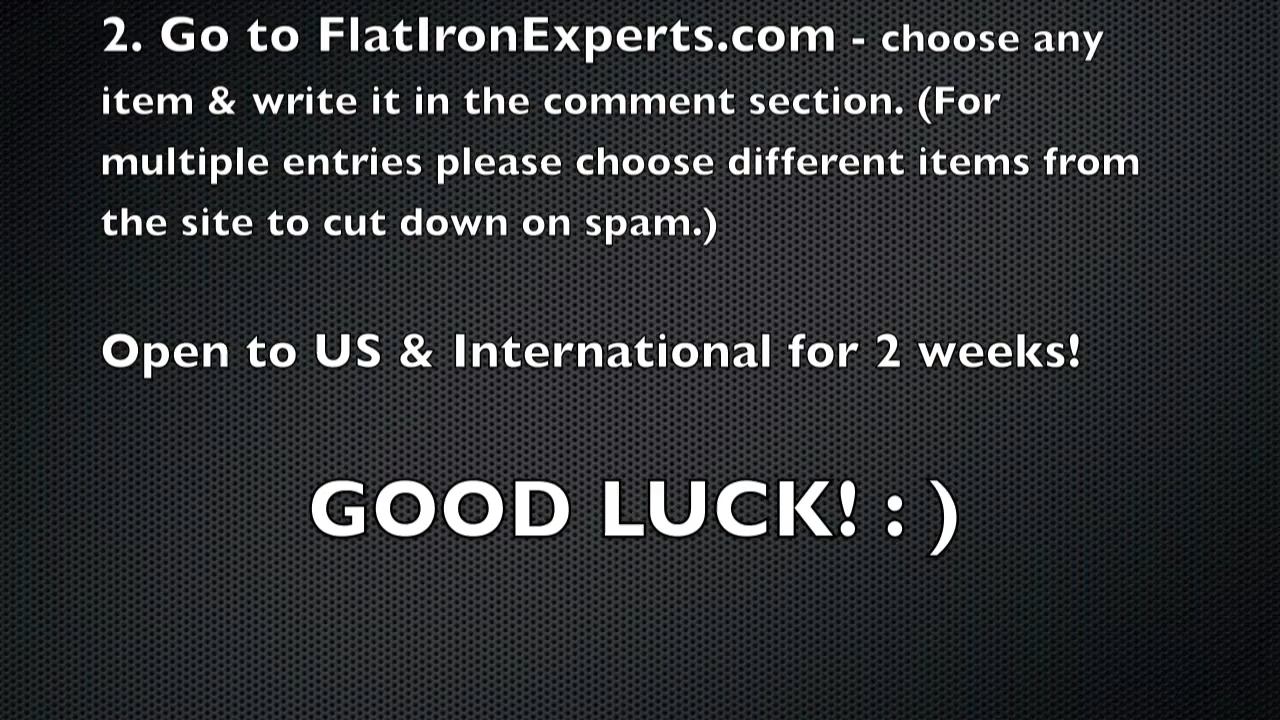 2. Go to FlatIronExperts.com - choose any
item & write it in the comment section. (For
multiple entries please choose different items from
the site to cut down on spam.)
Open to US & International for 2 weeks!
GOOD LUCK! : )